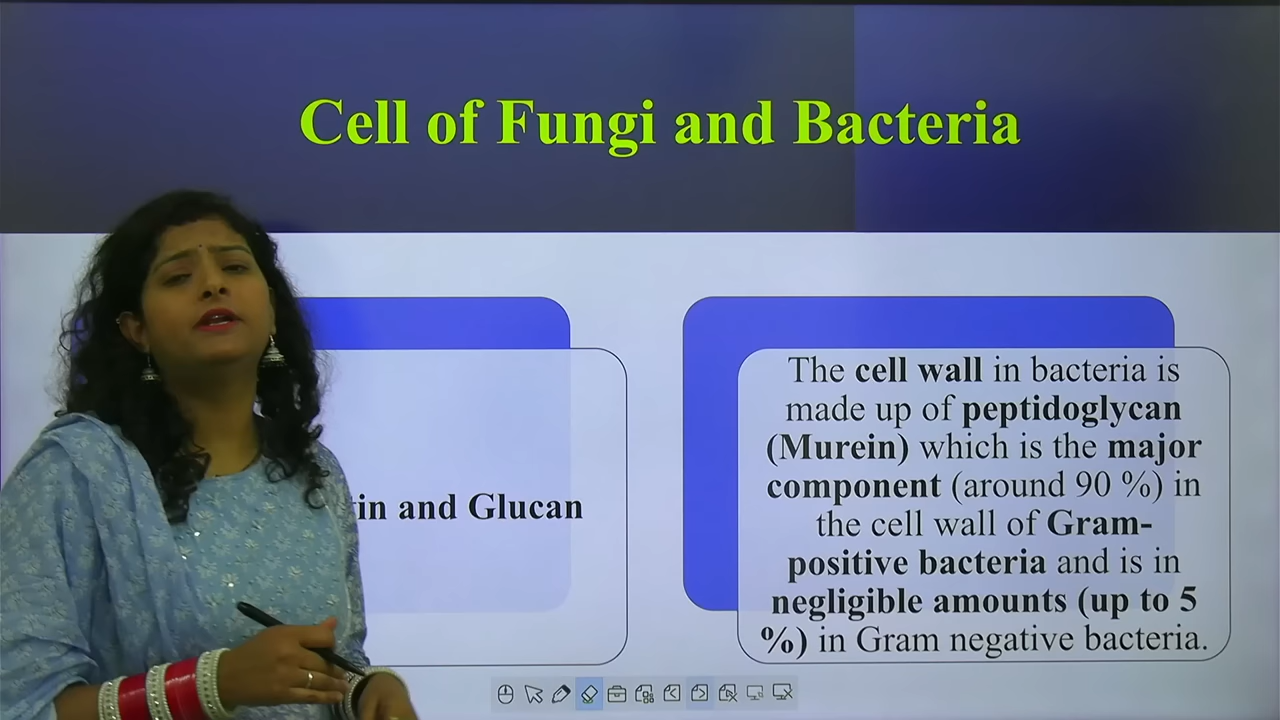 Cell of Fungi and Bacteria
and Glucan
The cell wall in bacteria is
made up of peptidoglycan
(Murein) which is the major
component (around 90 %) in
the cell wall of Gram-
positive bacteria and is in
negligible amounts (up to 5
%) in Gram negative bacteria.